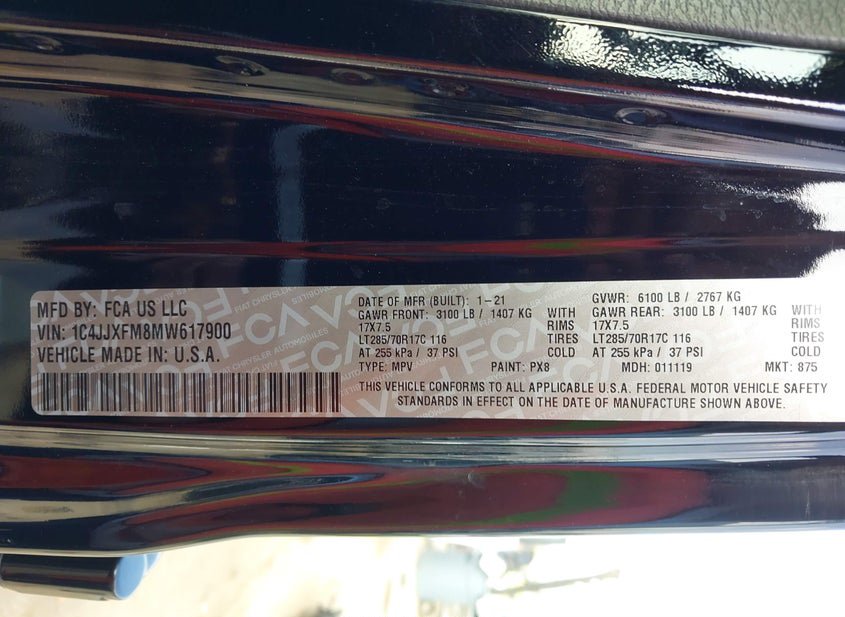 MFD BY: FCA US LLC
VIN: 1C4JJXFM8MW617900
VEHICLE MADE IN: U.S.A.
DATE OF MFR (BUILT): 1-21
GAWR FRONT: 3100 LB / 1407 KG WITH
17X7.5 RIMS
LT285/70R17C 116 TIRES
AT 255 kPa / 37 PSI COLD
TYPE: MPV PAINT: PX8
GVWR: 6100 LB / 2767 KG
GAWR REAR: 3100 LB / 1407 KG WITH
17X7.5 RIMS
LT285/70R17C 116 TIRES
AT 255 kPa / 37 PSI COLD
MDH: 011119 MKT: 875
THIS VEHICLE CONFORMS TO ALL APPLICABLE U.S.A. FEDERAL MOTOR VEHICLE SAFETY
STANDARDS IN EFFECT ON THE DATE OF MANUFACTURE SHOWN ABOVE.